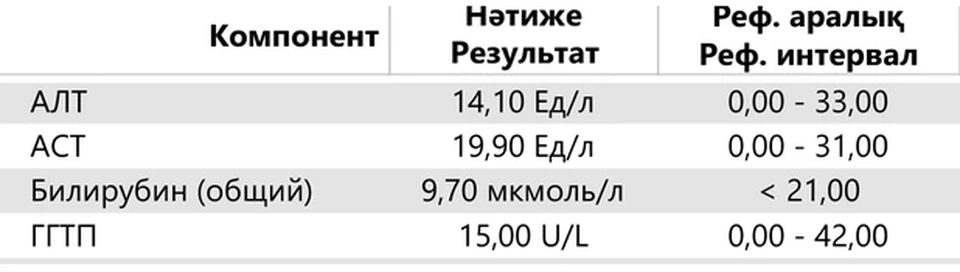 Компонент Нәтиже Результат Реф. аралық Реф. интервал
АЛТ 14,10 Ед/л 0,00 - 33,00
АСТ 19,90 Ед/л 0,00 - 31,00
Билирубин (общий) 9,70 мкмоль/л < 21,00
ГГТП 15,00 U/L 0,00 - 42,00